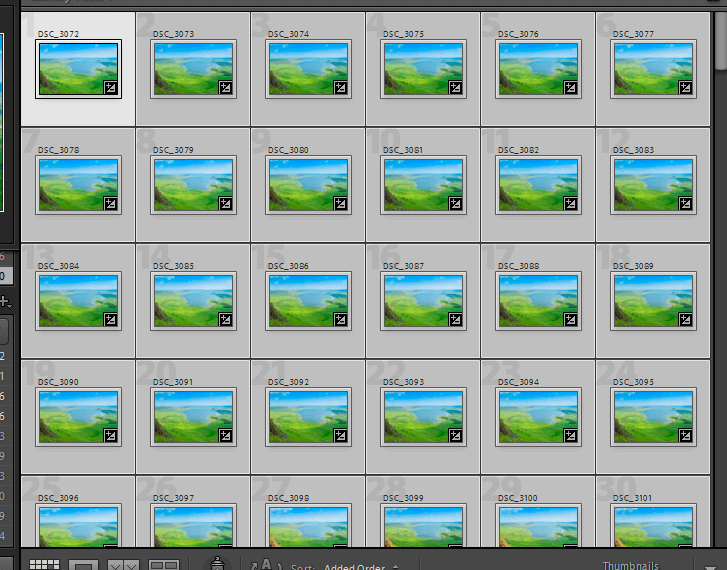 1 2 3 4 5 6
DSC_3072 DSC_3073 DSC_3074 DSC_3075 DSC_3076 DSC_3077
7 8 9 10 11 12
DSC_3078 DSC_3079 DSC_3080 DSC_3081 DSC_3082 DSC_3083
13 14 15 16 17 18
DSC_3084 DSC_3085 DSC_3086 DSC_3087 DSC_3088 DSC_3089
19 20 21 22 23 24
DSC_3090 DSC_3091 DSC_3092 DSC_3093 DSC_3094 DSC_3095
25 26 27 28 29 30
DSC_3096 DSC_3097 DSC_3098 DSC_3099 DSC_3100 DSC_3101
Sort: Added Order Thumbnails